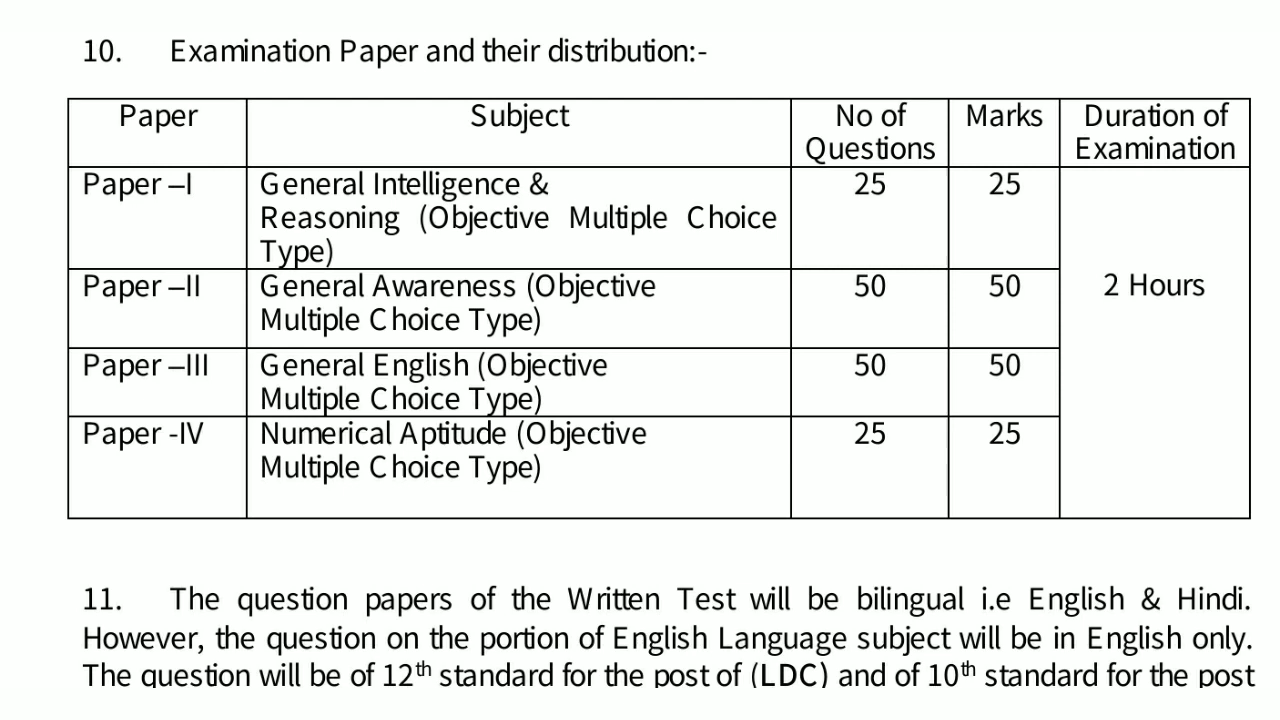 10. Examination Paper and their distribution:-
Paper Subject No of Questions Marks Duration of Examination
Paper –I General Intelligence & 25 25
Reasoning (Objective Multiple Choice
Type)
Paper –II General Awareness (Objective 50 50 2 Hours
Multiple Choice Type)
Paper –III General English (Objective 50 50
Multiple Choice Type)
Paper -IV Numerical Aptitude (Objective 25 25
Multiple Choice Type)
11. The question papers of the Written Test will be bilingual i.e English & Hindi.
However, the question on the portion of English Language subject will be in English only.
The question will be of 12th standard for the post of (LDC) and of 10th standard for the post